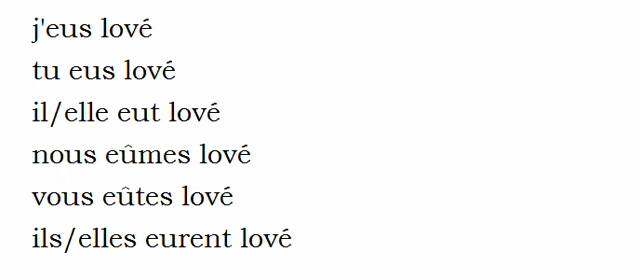 j'eus lové
tu eus lové
il/elle eut lové
nous eûmes lové
vous eûtes lové
ils/elles eurent lové